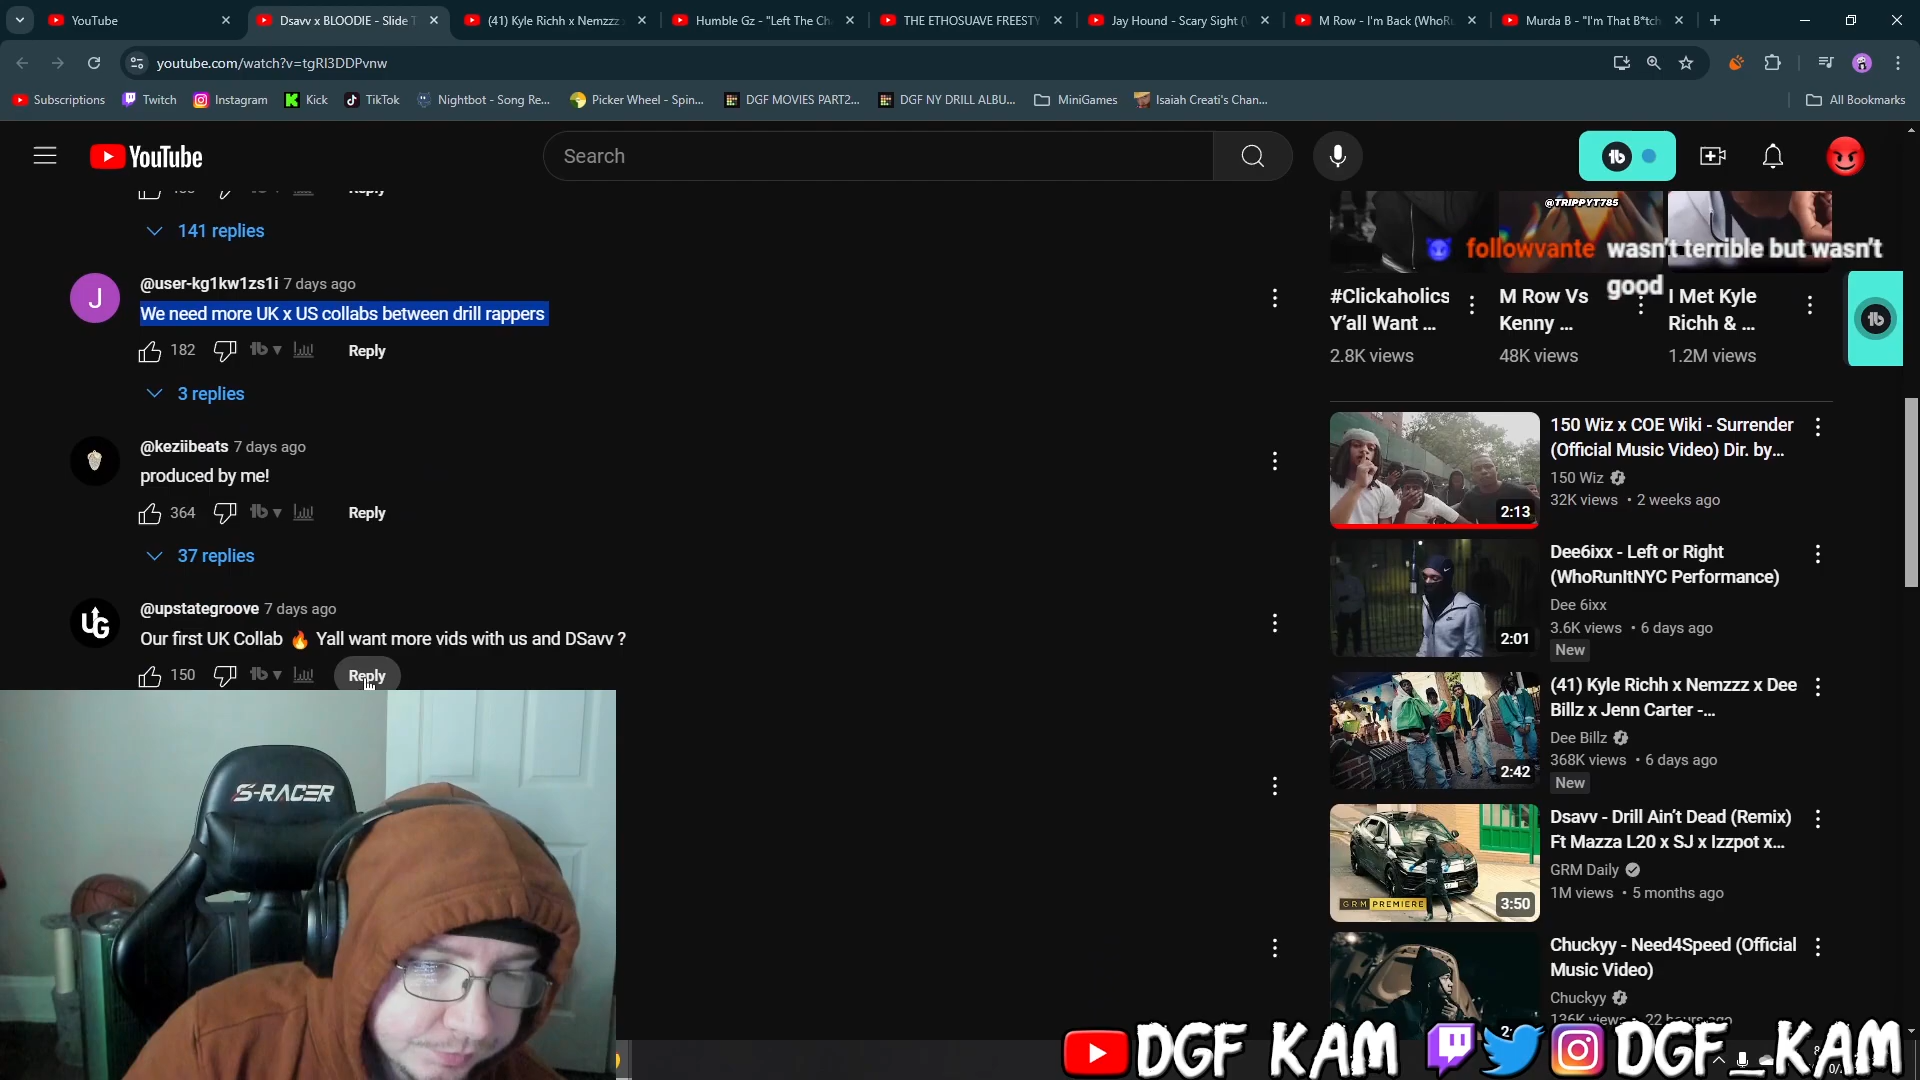 YouTube
Dsavv x BLOODIE - Slide T
(41) Kyle Richh x Nemzzz
Humble Gz - "Left The Ch
THE ETHOSUAVE FREESTY
Jay Hound - Scary Sight (
M Row - I'm Back (WhoRu
Murda B - "I'm That B*tch
youtube.com/watch?v=tgRI3DDPvnw
Subscriptions
Twitch
Instagram
Kick
TikTok
Nightbot - Song Re...
Picker Wheel - Spin...
DGF MOVIES PART2...
DGF NY DRILL ALBU...
MiniGames
Isaiah Creati's Chan...
All Bookmarks
YouTube
Search
Reply
141 replies
@user-kg1kw1zs1i 7 days ago
We need more UK x US collabs between drill rappers
182
Reply
3 replies
@keziibeats 7 days ago
produced by me!
364
Reply
37 replies
@upstategroove 7 days ago
Our first UK Collab 🔥 Yall want more vids with us and DSavv ?
150
Reply
S-RACER
@TRIPPYT785
followvante wasn't terrible but wasn't
good
#Clickaholics
Y'all Want ...
2.8K views
M Row Vs
Kenny ...
48K views
I Met Kyle
Richh & ...
1.2M views
150 Wiz x COE Wiki - Surrender
(Official Music Video) Dir. by...
150 Wiz
32K views • 2 weeks ago
2:13
Dee6ixx - Left or Right
(WhoRunItNYC Performance)
Dee 6ixx
3.6K views • 6 days ago
New
2:01
(41) Kyle Richh x Nemzzz x Dee
Billz x Jenn Carter -...
Dee Billz
368K views • 6 days ago
New
2:42
Dsavv - Drill Ain't Dead (Remix)
Ft Mazza L20 x SJ x Izzpot x...
GRM Daily
1M views • 5 months ago
GRM PREMIERE
3:50
Chuckyy - Need4Speed (Official
Music Video)
Chuckyy
136K views • 22 hours ago
DGF KAM
DGF_KAM